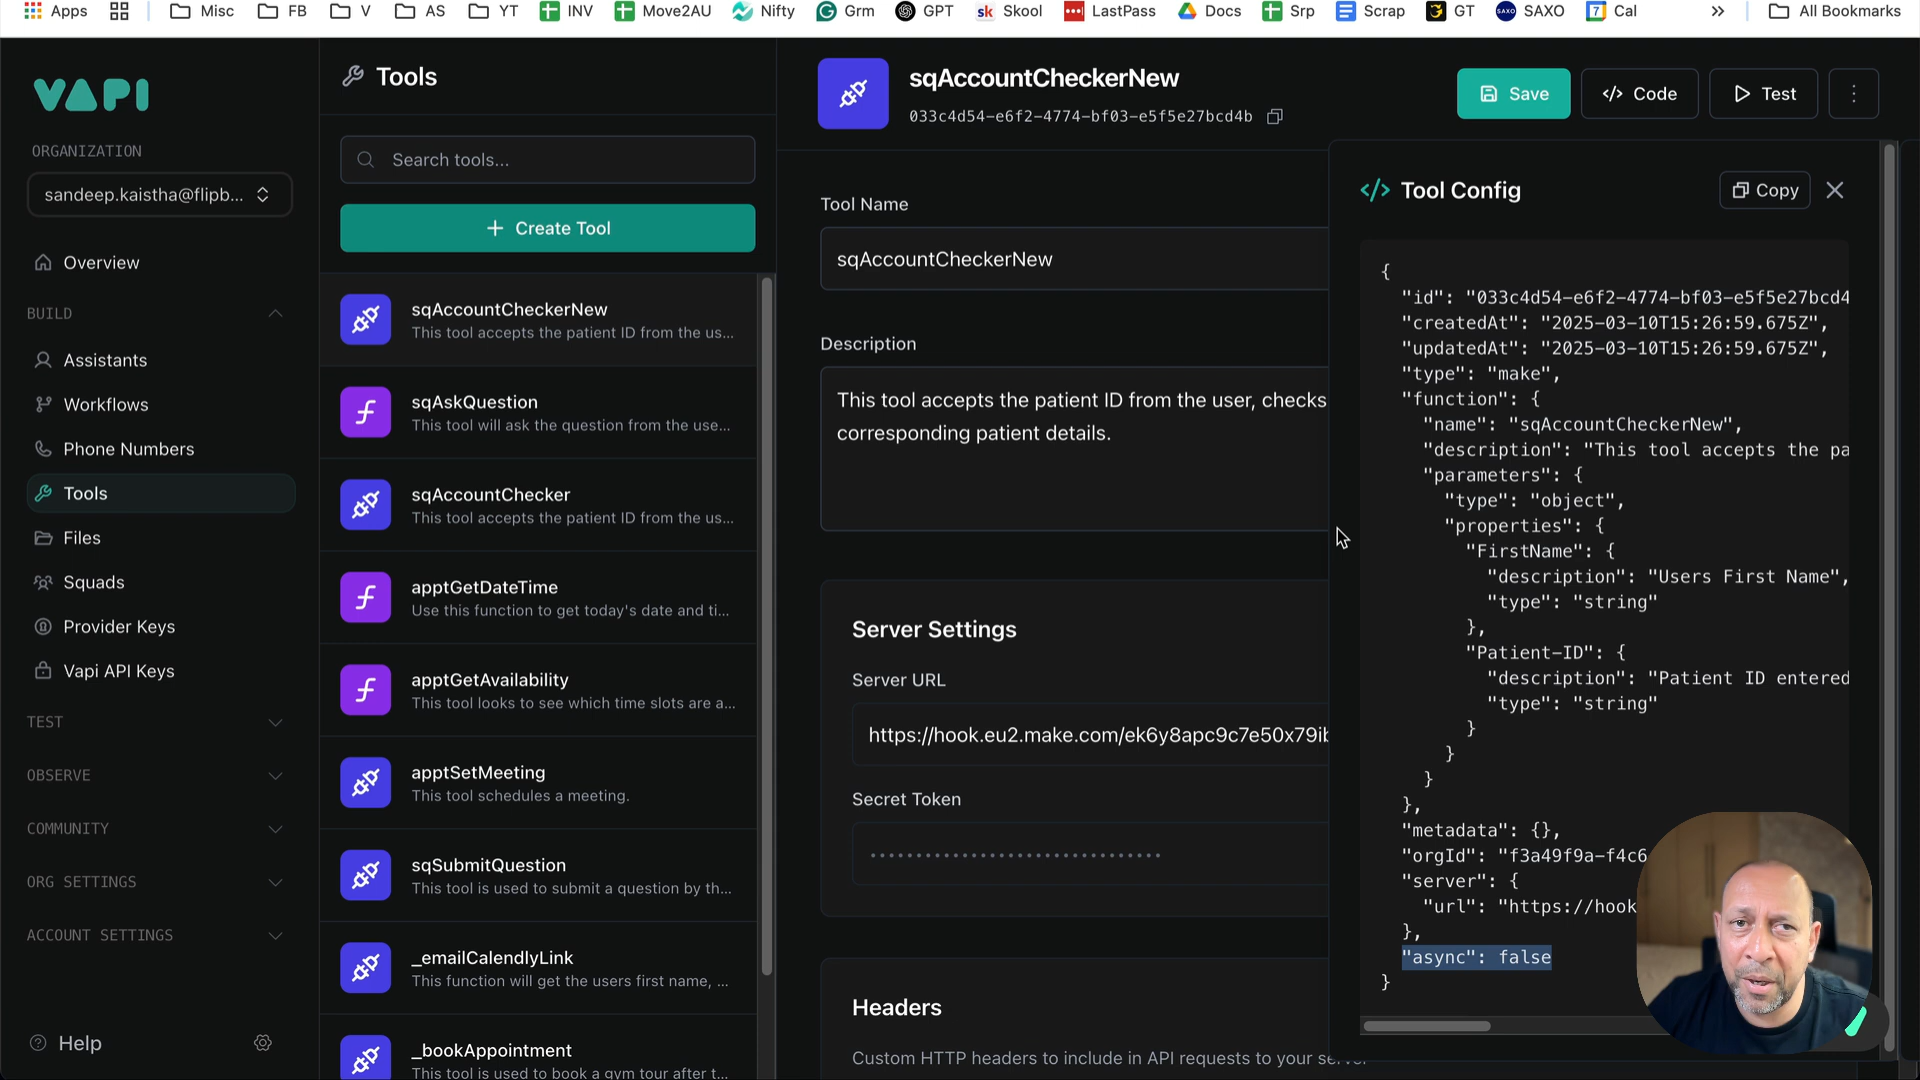 Apps
Misc
FB
V
AS
YT
INV
Move2AU
Nifty
Grm
GPT
sk Skool
LastPass
Docs
Srp
Scrap
GT
SAXO SAXO
7 Cal
»
All Bookmarks
VAPI
ORGANIZATION
sandeep.kaistha@flipb...
Overview
BUILD
Assistants
Workflows
Phone Numbers
Tools
Files
Squads
Provider Keys
Vapi API Keys
TEST
OBSERVE
COMMUNITY
ORG SETTINGS
ACCOUNT SETTINGS
Help
Tools
Search tools...
+ Create Tool
sqAccountCheckerNew
This tool accepts the patient ID from the us...
sqAskQuestion
This tool will ask the question from the use...
sqAccountChecker
This tool accepts the patient ID from the us...
apptGetDateTime
Use this function to get today's date and ti...
apptGetAvailability
This tool looks to see which time slots are a...
apptSetMeeting
This tool schedules a meeting.
sqSubmitQuestion
This tool is used to submit a question by th...
_emailCalendlyLink
This function will get the users first name, ...
_bookAppointment
This tool is used to book a gym tour after t...
sqAccountCheckerNew
033c4d54-e6f2-4774-bf03-e5f5e27bcd4b
Save
</> Code
Test
Tool Name
sqAccountCheckerNew
Description
This tool accepts the patient ID from the user, checks
corresponding patient details.
Server Settings
Server URL
https://hook.eu2.make.com/ek6y8apc9c7e50x79ib
Secret Token
••••••••••••••••••••••••••••••••
Headers
Custom HTTP headers to include in API requests to your server
</> Tool Config
Copy
{
"id": "033c4d54-e6f2-4774-bf03-e5f5e27bcd4
"createdAt": "2025-03-10T15:26:59.675Z",
"updatedAt": "2025-03-10T15:26:59.675Z",
"type": "make",
"function": {
"name": "sqAccountCheckerNew",
"description": "This tool accepts the pa
"parameters": {
"type": "object",
"properties": {
"FirstName": {
"description": "Users First Name",
"type": "string"
},
"Patient-ID": {
"description": "Patient ID entered
"type": "string"
}
}
}
},
"metadata": {},
"orgId": "f3a49f9a-f4c6
"server": {
"url": "https://hook
},
"async": false
}